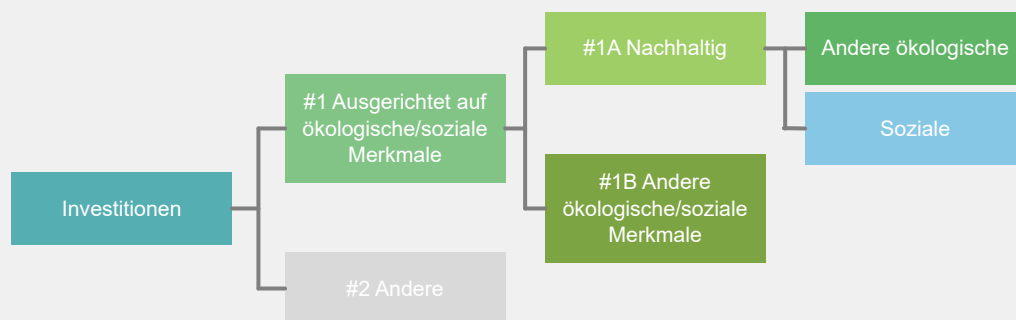 #1A Nachhaltig
Andere ökologische
#1 Ausgerichtet auf
ökologische/soziale
Merkmale
Soziale
Investitionen
#1B Andere
ökologische/soziale
Merkmale
#2 Andere